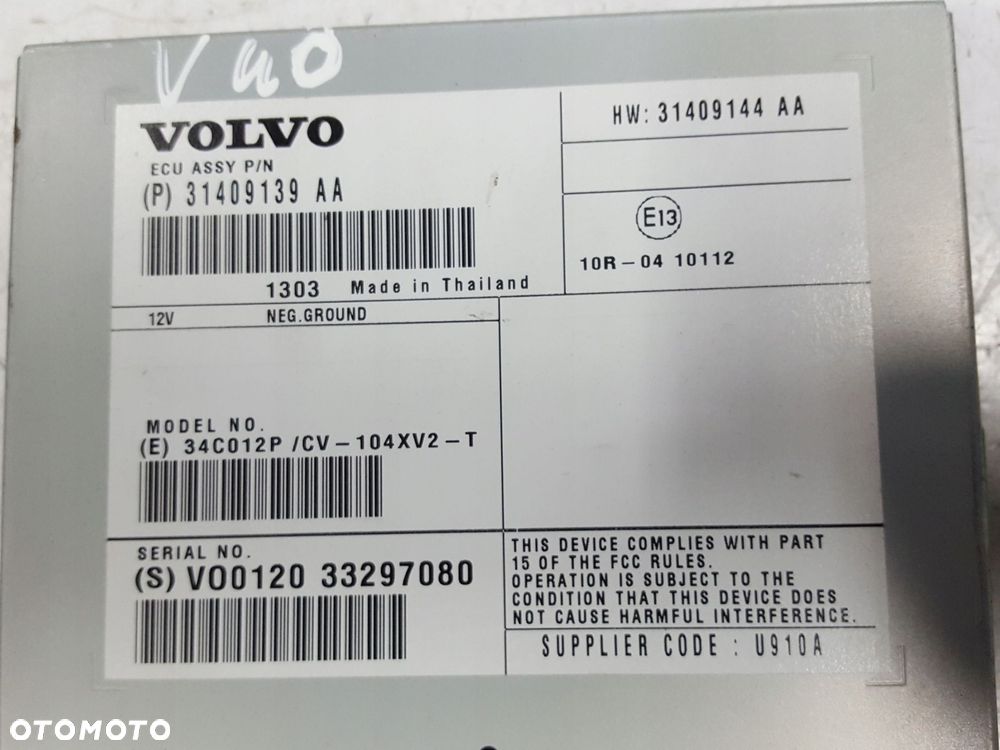 V40
VOLVO
ECU ASSY P/N
(P) 31409139 AA
1303 Made in Thailand
HW: 31409144 AA
E13
10R-04 10112
12V NEG.GROUND
MODEL NO.
(E) 34C012P /CV-104XV2-T
SERIAL NO.
(S) VO0120 33297080
THIS DEVICE COMPLIES WITH PART
15 OF THE FCC RULES.
OPERATION IS SUBJECT TO THE
CONDITION THAT THIS DEVICE DOES
NOT CAUSE HARMFUL INTERFERENCE.
SUPPLIER CODE : U910A
OTOMOTO